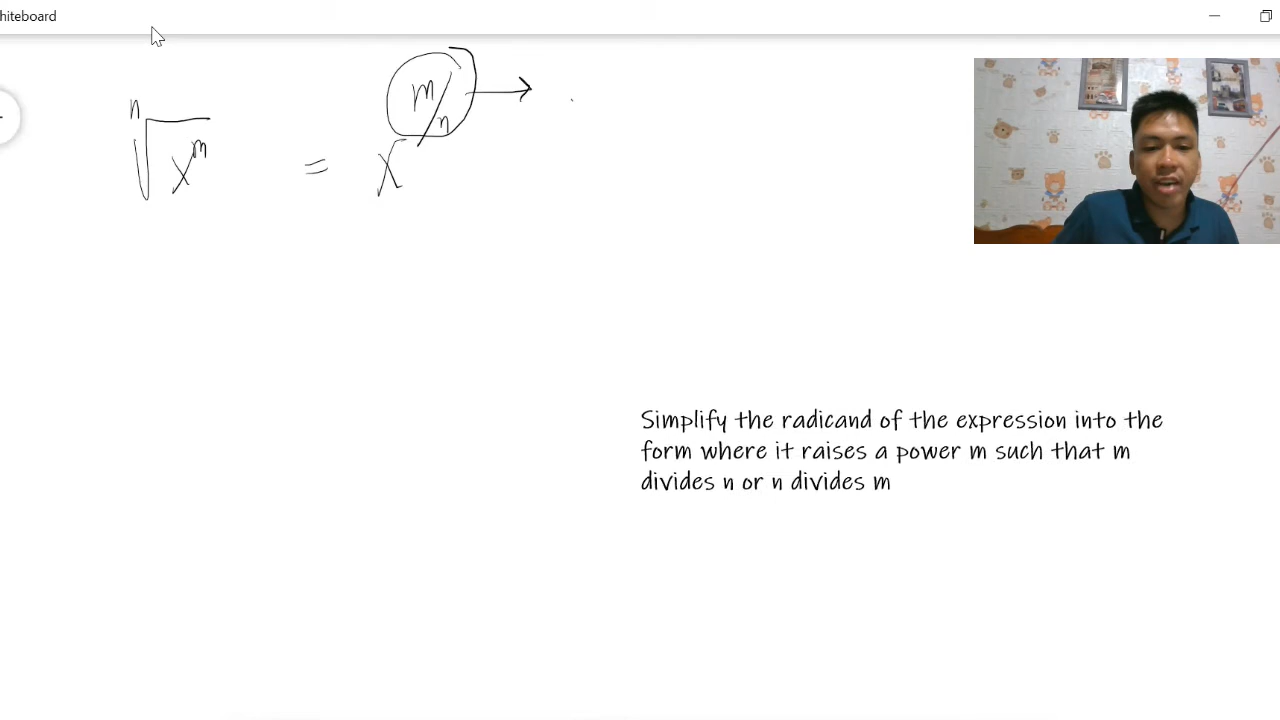 hiteboard
ⁿ√xᵐ = x^(m/n) →
Simplify the radicand of the expression into the
form where it raises a power m such that m
divides n or n divides m